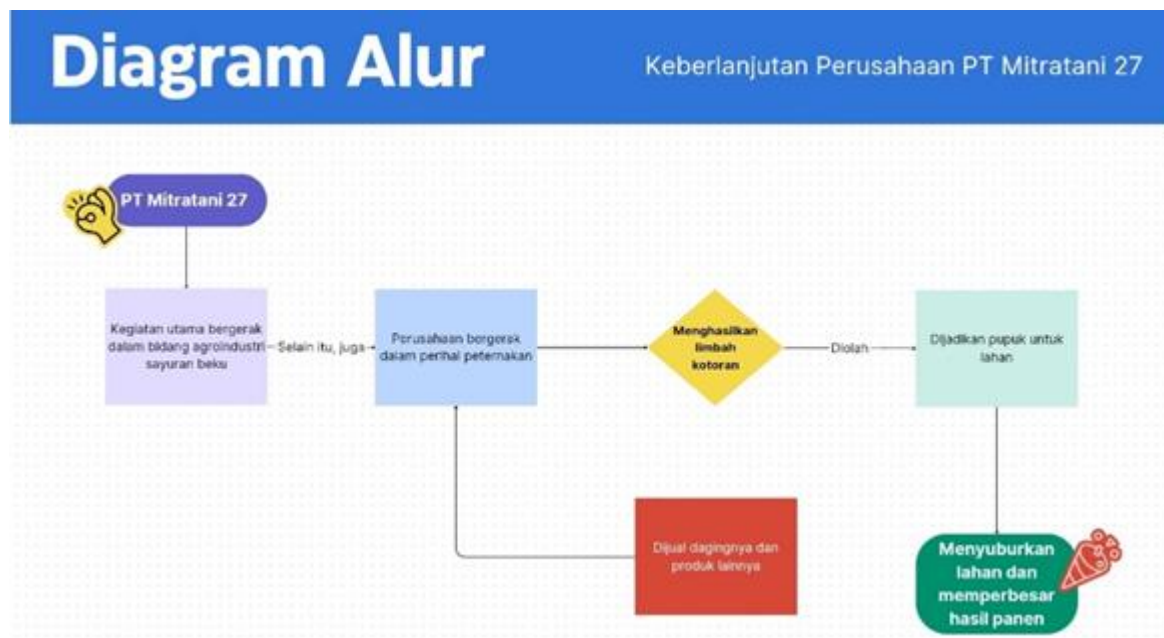 Diagram Alur
Keberlanjutan Perusahaan PT Mitratani 27
PT Mitratani 27
Kegiatan utama bergerak
dalam bidang agroindustri
sayuran beku
Selain itu, juga
Perusahaan bergerak
dalam perihal peternakan
Menghasilkan
limbah
kotoran
Diolah
Dijadikan pupuk untuk
lahan
Dijual dagingnya dan
produk lainnya
Menyuburkan
lahan dan
memperbesar
hasil panen